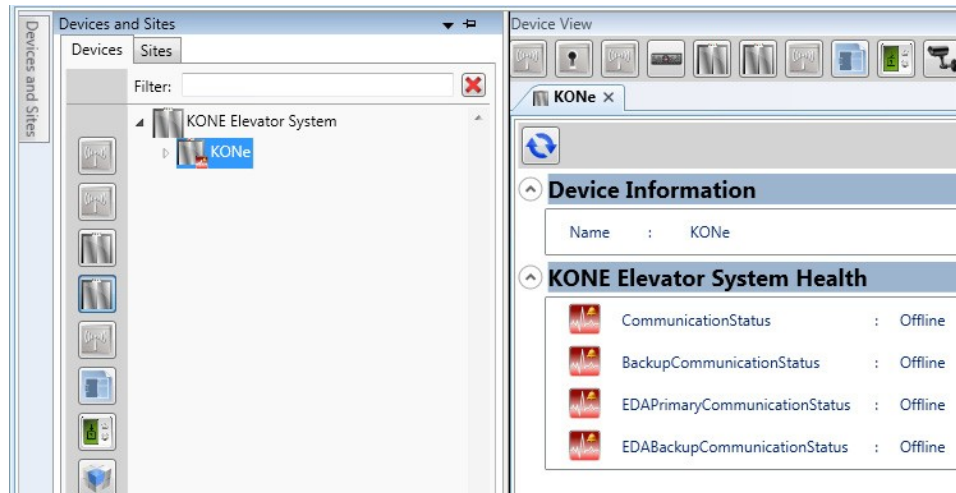 Devices and Sites
Devices and Sites
Devices Sites
Filter:
KONE Elevator System
KONe
Device View
KONe
Device Information
Name : KONe
KONE Elevator System Health
CommunicationStatus : Offline
BackupCommunicationStatus : Offline
EDAPrimaryCommunicationStatus : Offline
EDABackupCommunicationStatus : Offline